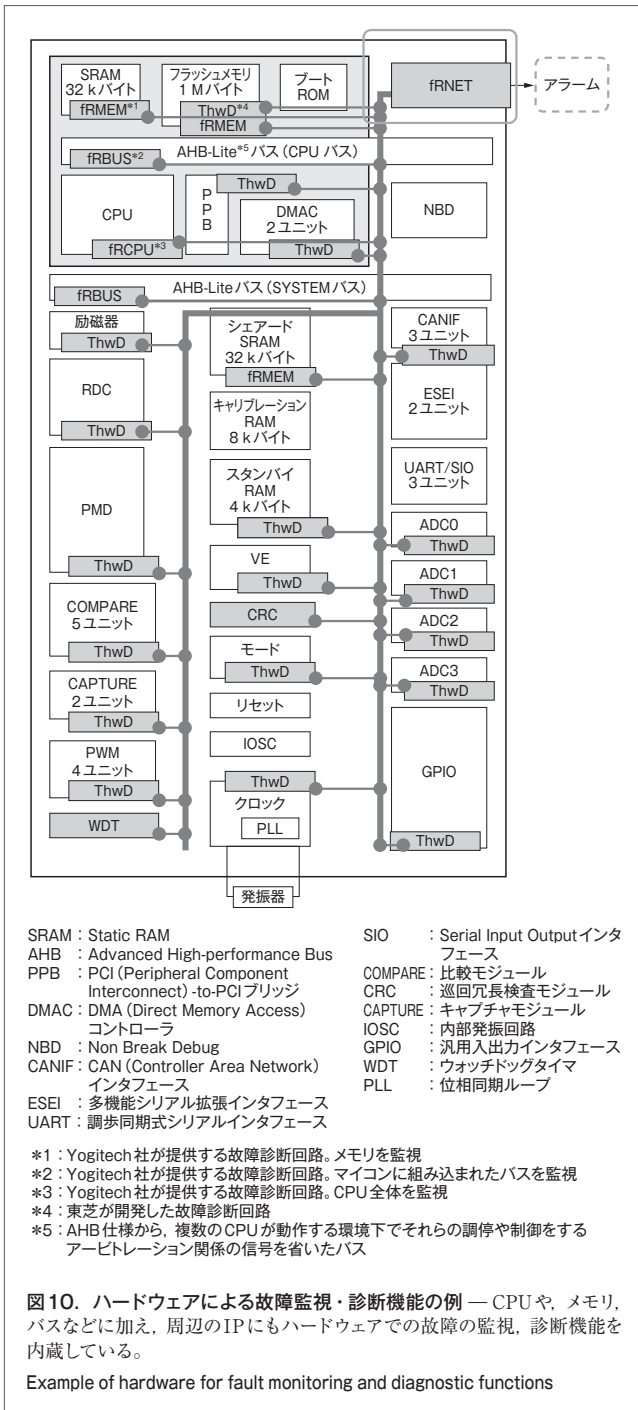 SRAM
32 kバイト
fRMEM*1
フラッシュメモリ
1 Mバイト
ThwD*4
fRMEM
ブート
ROM
fRNET
アラーム
AHB-Lite*5バス（CPUバス）
fRBUS*2
CPU
fRCPU*3
P
P
B
ThwD
DMAC
2ユニット
ThwD
NBD
AHB-Liteバス（SYSTEMバス）
fRBUS
励磁器
ThwD
RDC
ThwD
PMD
ThwD
COMPARE
5ユニット
ThwD
CAPTURE
2ユニット
ThwD
PWM
4ユニット
ThwD
WDT
シェアード
SRAM
32 kバイト
fRMEM
キャリブレーション
RAM
8 kバイト
スタンバイ
RAM
4 kバイト
ThwD
VE
ThwD
CRC
モード
ThwD
リセット
IOSC
ThwD
クロック
PLL
発振器
CANIF
3ユニット
ThwD
ESEI
2ユニット
UART/SIO
3ユニット
ADC0
ThwD
ADC1
ThwD
ADC2
ThwD
ADC3
ThwD
GPIO
ThwD
SRAM：Static RAM
AHB：Advanced High-performance Bus
PPB：PCI（Peripheral Component
Interconnect）-to-PCIブリッジ
DMAC：DMA（Direct Memory Access）
コントローラ
NBD：Non Break Debug
CANIF：CAN（Controller Area Network）
インタフェース
ESEI：多機能シリアル拡張インタフェース
UART：調歩同期式シリアルインタフェース
SIO：Serial Input Outputインタ
フェース
COMPARE：比較モジュール
CRC：巡回冗長検査モジュール
CAPTURE：キャプチャモジュール
IOSC：内部発振回路
GPIO：汎用入出力インタフェース
WDT：ウォッチドッグタイマ
PLL：位相同期ループ
*1：Yogitech社が提供する故障診断回路。メモリを監視
*2：Yogitech社が提供する故障診断回路。マイコンに組み込まれたバスを監視
*3：Yogitech社が提供する故障診断回路。CPU全体を監視
*4：東芝が開発した故障診断回路
*5：AHB仕様から，複数のCPUが動作する環境下でそれらの調停や制御をする
アービトレーション関係の信号を省いたバス
図10．ハードウェアによる故障監視・診断機能の例 — CPUや，メモリ，
バスなどに加え，周辺のIPにもハードウェアでの故障の監視，診断機能を
内蔵している。
Example of hardware for fault monitoring and diagnostic functions